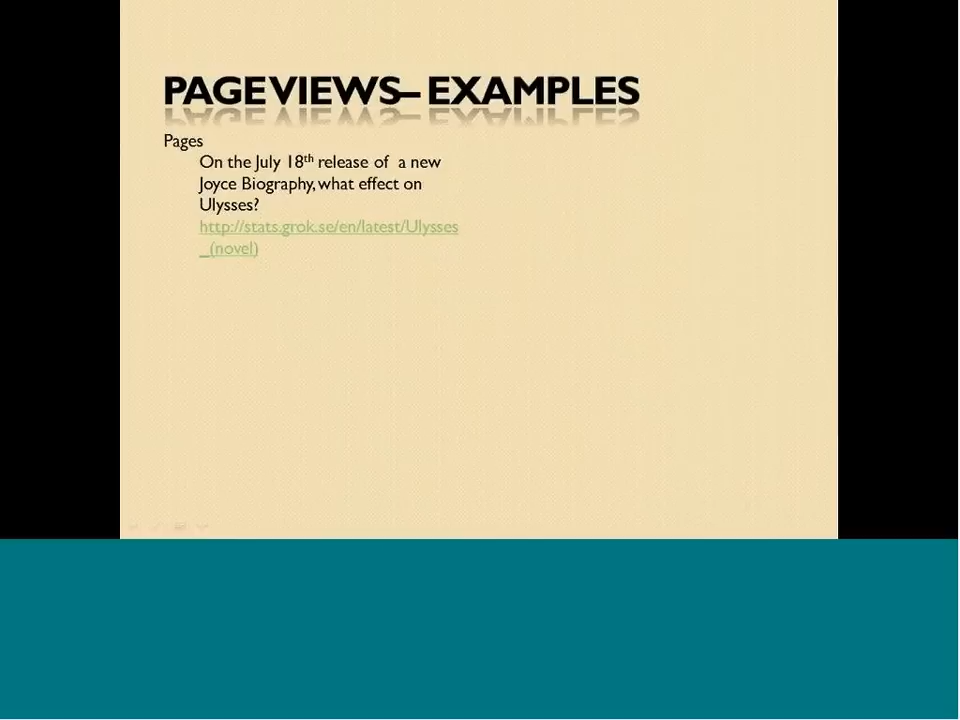 PAGEVIEWS– EXAMPLES
Pages
On the July 18th release of a new
Joyce Biography, what effect on
Ulysses?
http://stats.grok.se/en/latest/Ulysses
_(novel)